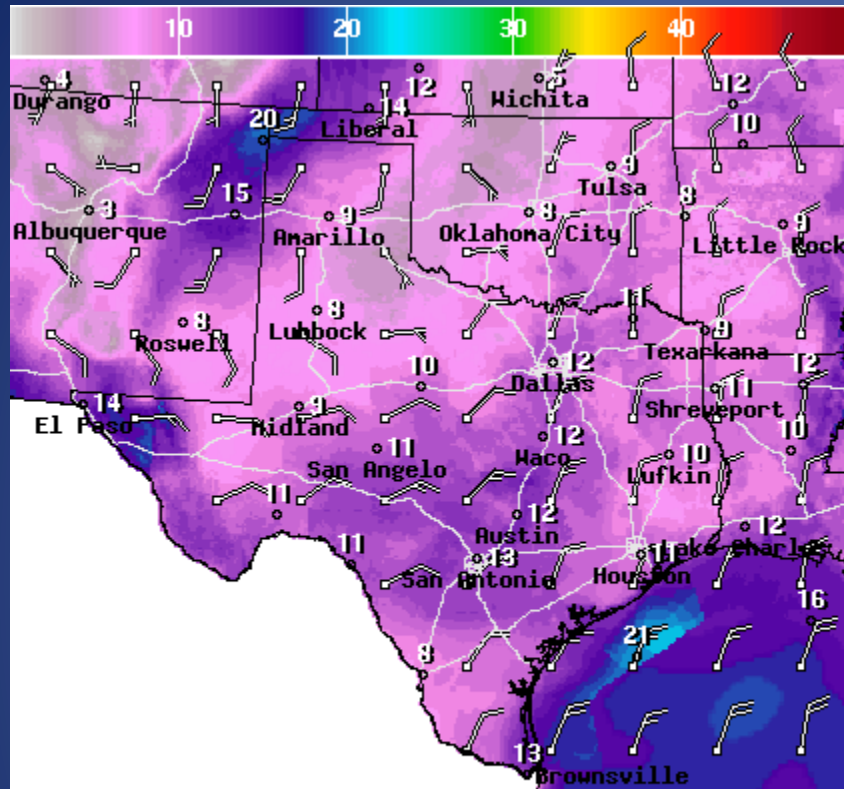 10 20 30 40
4 12 5 12
Durango Wichita
14
Liberal
20 10
9
Tulsa
3 15 9 8 8 9
Albuquerque Amarillo Oklahoma City Little Rock
8 8 11 9
Roswell Lubbock Texarkana
12
Dallas
14 9 10 11 12
El Paso Midland Shreveport
11 12 10 10
San Angelo Waco Lufkin
11 12 12
Austin
11 13 11 Lake Charles
San Antonio Houston
16
8 21
13
Brownsville